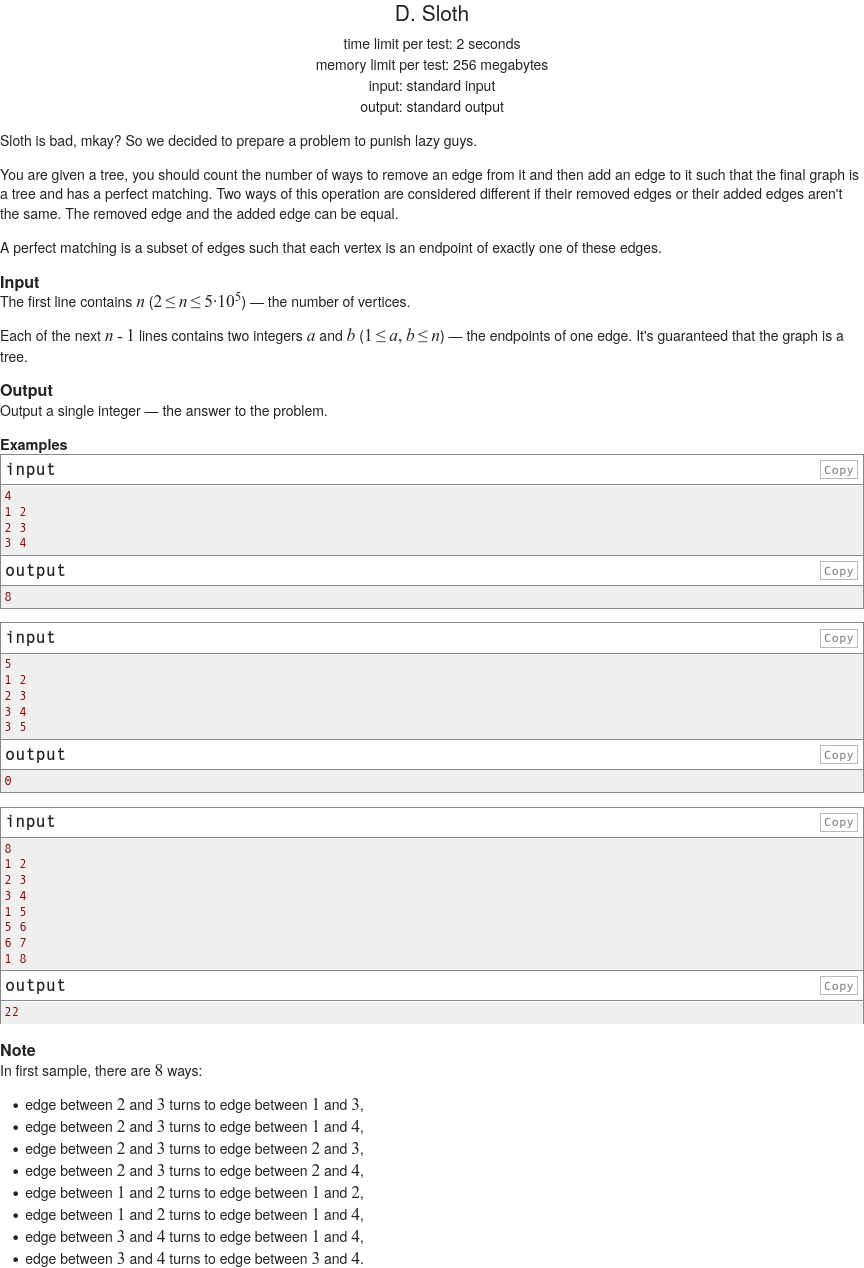 D. Sloth
time limit per test: 2 seconds
memory limit per test: 256 megabytes
input: standard input
output: standard output
Sloth is bad, mkay? So we decided to prepare a problem to punish lazy guys.
You are given a tree, you should count the number of ways to remove an edge from it and then add an edge to it such that the final graph is
a tree and has a perfect matching. Two ways of this operation are considered different if their removed edges or their added edges aren't
the same. The removed edge and the added edge can be equal.
A perfect matching is a subset of edges such that each vertex is an endpoint of exactly one of these edges.
Input
The first line contains n (2 ≤ n ≤ 5·10⁵) — the number of vertices.
Each of the next n - 1 lines contains two integers a and b (1 ≤ a, b ≤ n) — the endpoints of one edge. It's guaranteed that the graph is a
tree.
Output
Output a single integer — the answer to the problem.
Examples
input Copy
4
1 2
2 3
3 4
output Copy
8
input Copy
5
1 2
2 3
3 4
3 5
output Copy
0
input Copy
8
1 2
2 3
3 4
1 5
5 6
6 7
1 8
output Copy
22
Note
In first sample, there are 8 ways:
• edge between 2 and 3 turns to edge between 1 and 3,
• edge between 2 and 3 turns to edge between 1 and 4,
• edge between 2 and 3 turns to edge between 2 and 3,
• edge between 2 and 3 turns to edge between 2 and 4,
• edge between 1 and 2 turns to edge between 1 and 2,
• edge between 1 and 2 turns to edge between 1 and 4,
• edge between 3 and 4 turns to edge between 1 and 4,
• edge between 3 and 4 turns to edge between 3 and 4.